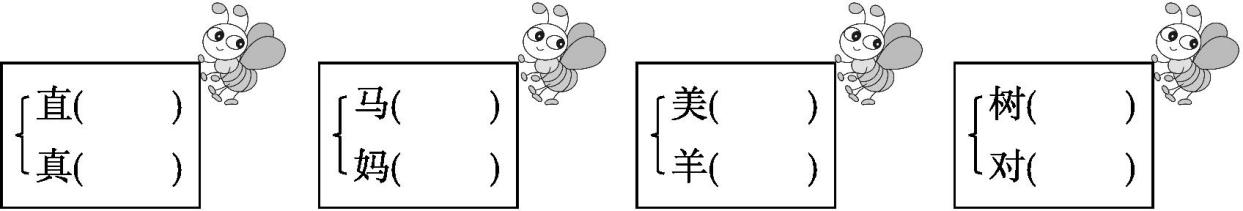 直(　　) 马(　　) 美(　　) 树(　　)
真(　　) 妈(　　) 羊(　　) 对(　　)